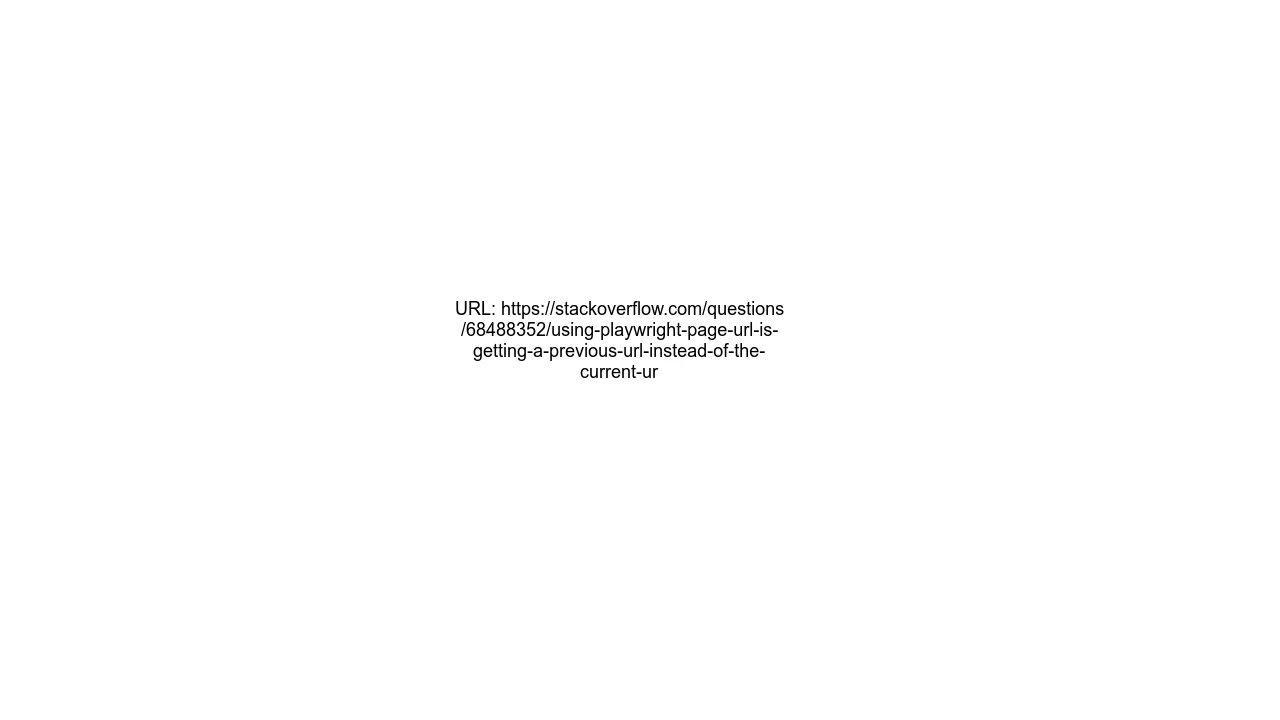 URL: https://stackoverflow.com/questions
/68488352/using-playwright-page-url-is-
getting-a-previous-url-instead-of-the-
current-ur